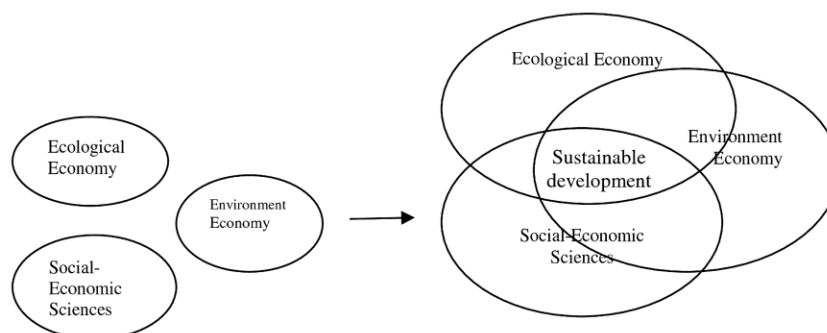 Ecological
Economy
Environment
Economy
Social-
Economic
Sciences
Ecological Economy
Environment
Economy
Sustainable
development
Social-Economic
Sciences